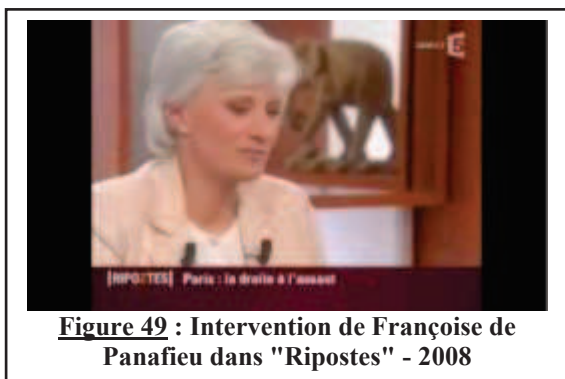 [RIPOSTES] Paris : la droite à l'assaut
Figure 49 : Intervention de Françoise de
Panafieu dans "Ripostes" - 2008